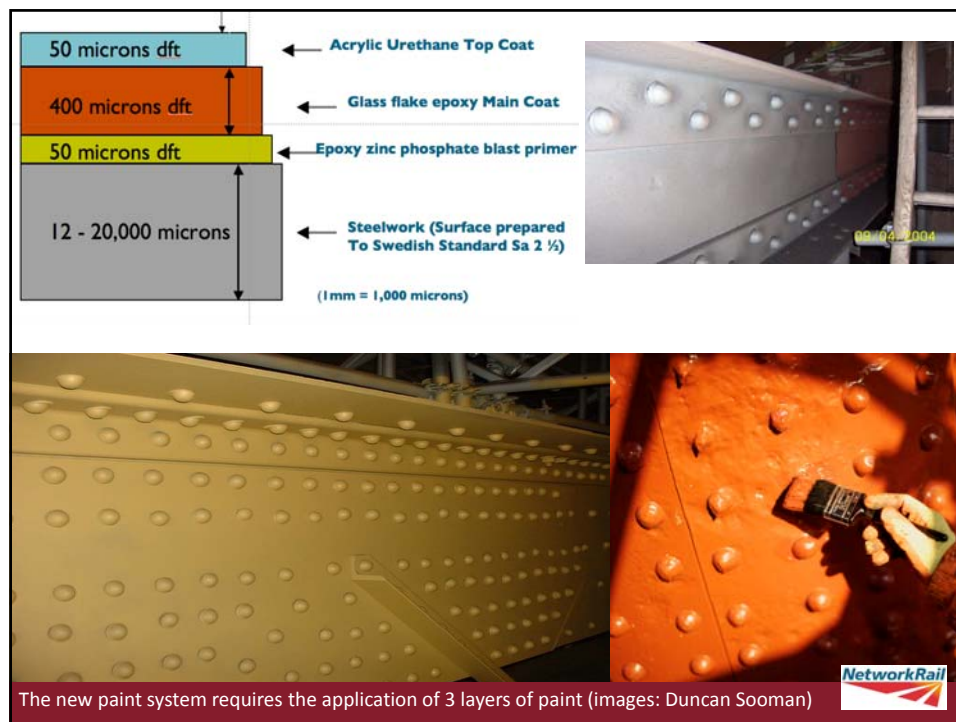 50 microns dft
Acrylic Urethane Top Coat
400 microns dft
Glass flake epoxy Main Coat
50 microns dft
Epoxy zinc phosphate blast primer
12 - 20,000 microns
Steelwork (Surface prepared
To Swedish Standard Sa 2 ½)
(1mm = 1,000 microns)
09/04/2004
The new paint system requires the application of 3 layers of paint (images: Duncan Sooman)
NetworkRail